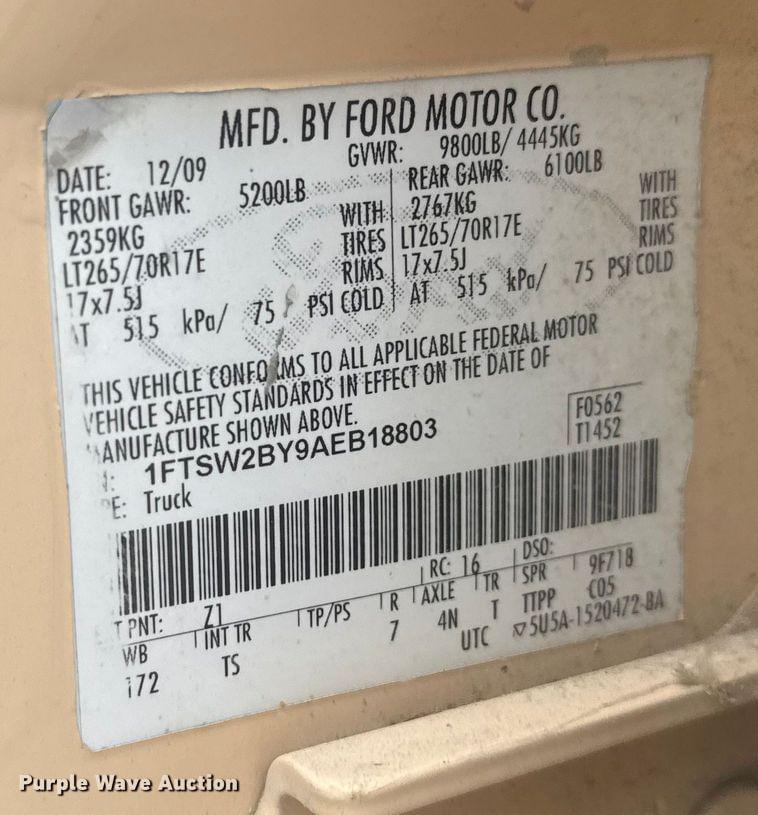 MFD. BY FORD MOTOR CO.
DATE: 12/09 GVWR: 9800LB/ 4445KG
FRONT GAWR: 5200LB REAR GAWR: 6100LB
2359KG WITH 2767KG WITH
LT265/70R17E TIRES LT265/70R17E TIRES
17x7.5J RIMS 17x7.5J RIMS
AT 515 kPa/ 75 PSI COLD AT 515 kPa/ 75 PSI COLD
THIS VEHICLE CONFORMS TO ALL APPLICABLE FEDERAL MOTOR
VEHICLE SAFETY STANDARDS IN EFFECT ON THE DATE OF
MANUFACTURE SHOWN ABOVE.
: 1FTSW2BY9AEB18803 F0562
E: Truck T1452
RC: 16 DSO:
T PNT: Z1 9F718
WB INT TR TP/PS R AXLE TR SPR
172 TS 7 4N T TTPP C05
UTC ▽5U5A-1520472-BA
Purple Wave Auction